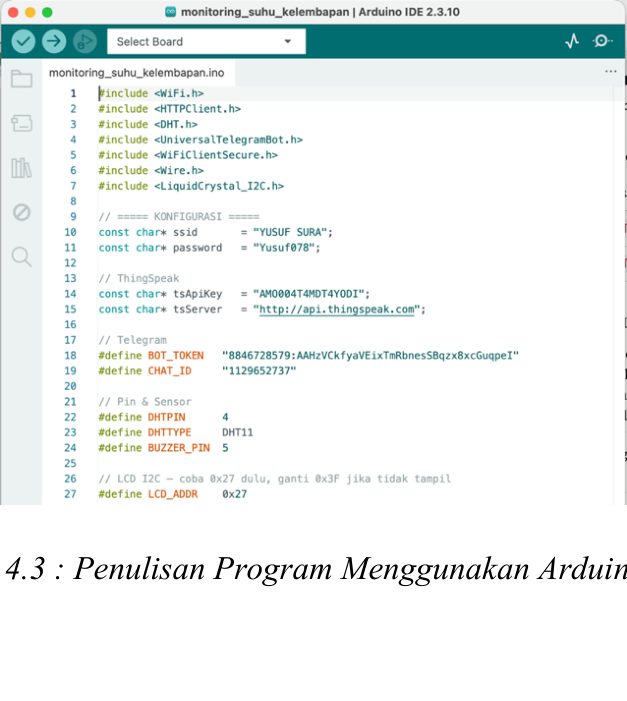 monitoring_suhu_kelembapan | Arduino IDE 2.3.10
Select Board
monitoring_suhu_kelembapan.ino
1 #include <WiFi.h>
2 #include <HTTPClient.h>
3 #include <DHT.h>
4 #include <UniversalTelegramBot.h>
5 #include <WiFiClientSecure.h>
6 #include <Wire.h>
7 #include <LiquidCrystal_I2C.h>
8
9 // ===== KONFIGURASI =====
10 const char* ssid = "YUSUF SURA";
11 const char* password = "Yusuf078";
12
13 // ThingSpeak
14 const char* tsApiKey = "AMO004T4MDT4YODI";
15 const char* tsServer = "http://api.thingspeak.com";
16
17 // Telegram
18 #define BOT_TOKEN "8846728579:AAHzVCkfyaVEixTmRbnesSBqzx8xcGuqpeI"
19 #define CHAT_ID "1129652737"
20
21 // Pin & Sensor
22 #define DHTPIN 4
23 #define DHTTYPE DHT11
24 #define BUZZER_PIN 5
25
26 // LCD I2C — coba 0x27 dulu, ganti 0x3F jika tidak tampil
27 #define LCD_ADDR 0x27
4.3 : Penulisan Program Menggunakan Arduin